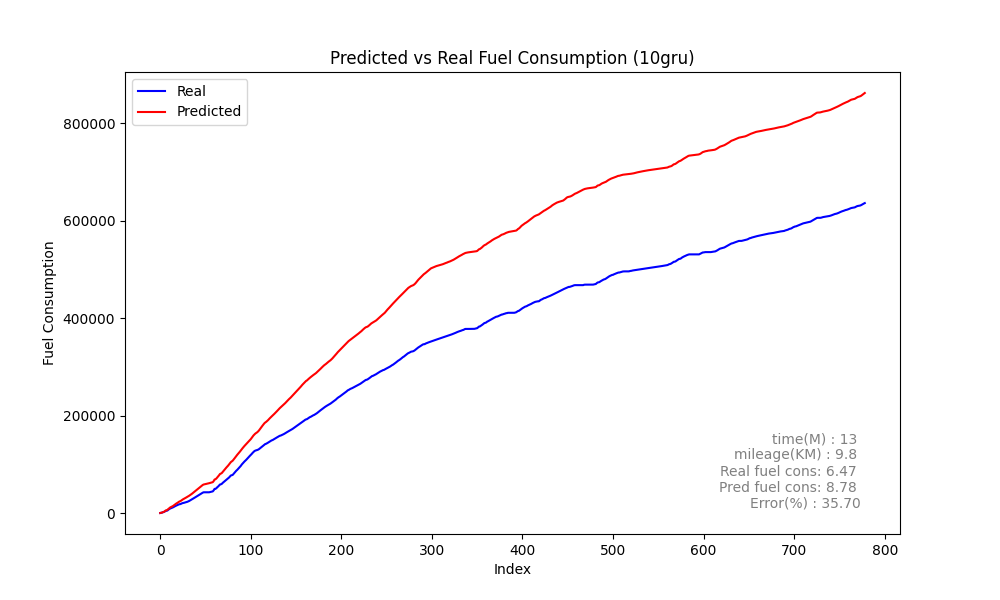 Predicted vs Real Fuel Consumption (10gru)
Real
Predicted
800000
600000
400000
200000
0
Fuel Consumption
time(M) : 13
mileage(KM) : 9.8
Real fuel cons: 6.47
Pred fuel cons: 8.78
Error(%) : 35.70
0 100 200 300 400 500 600 700 800
Index